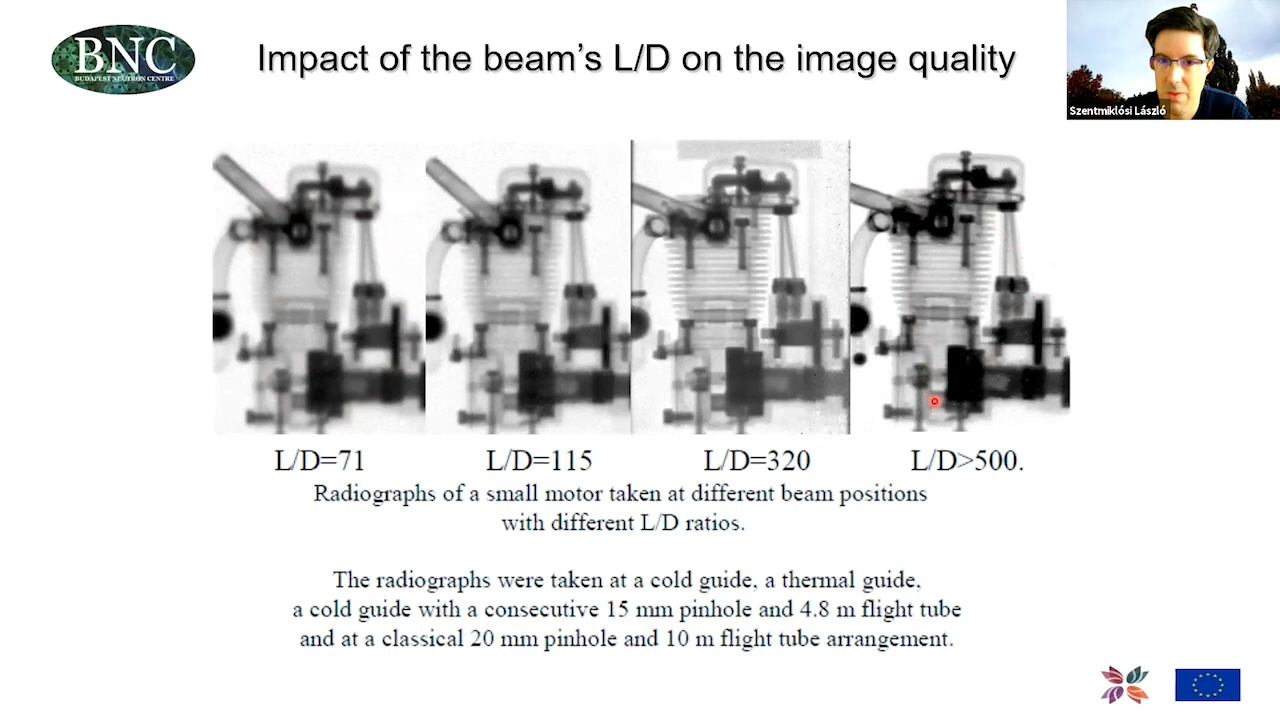 BNC
BUDAPEST NEUTRON CENTRE
Impact of the beam's L/D on the image quality
Szentmiklósi László
L/D=71
L/D=115
L/D=320
L/D>500.
Radiographs of a small motor taken at different beam positions
with different L/D ratios.
The radiographs were taken at a cold guide, a thermal guide,
a cold guide with a consecutive 15 mm pinhole and 4.8 m flight tube
and at a classical 20 mm pinhole and 10 m flight tube arrangement.